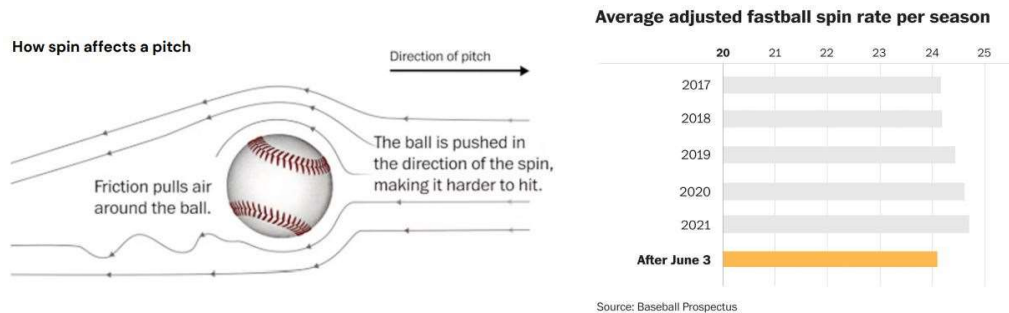 How spin affects a pitch
Direction of pitch
The ball is pushed in
the direction of the spin,
making it harder to hit.
Friction pulls air
around the ball.
Average adjusted fastball spin rate per season
20 21 22 23 24 25
2017
2018
2019
2020
2021
After June 3
Source: Baseball Prospectus